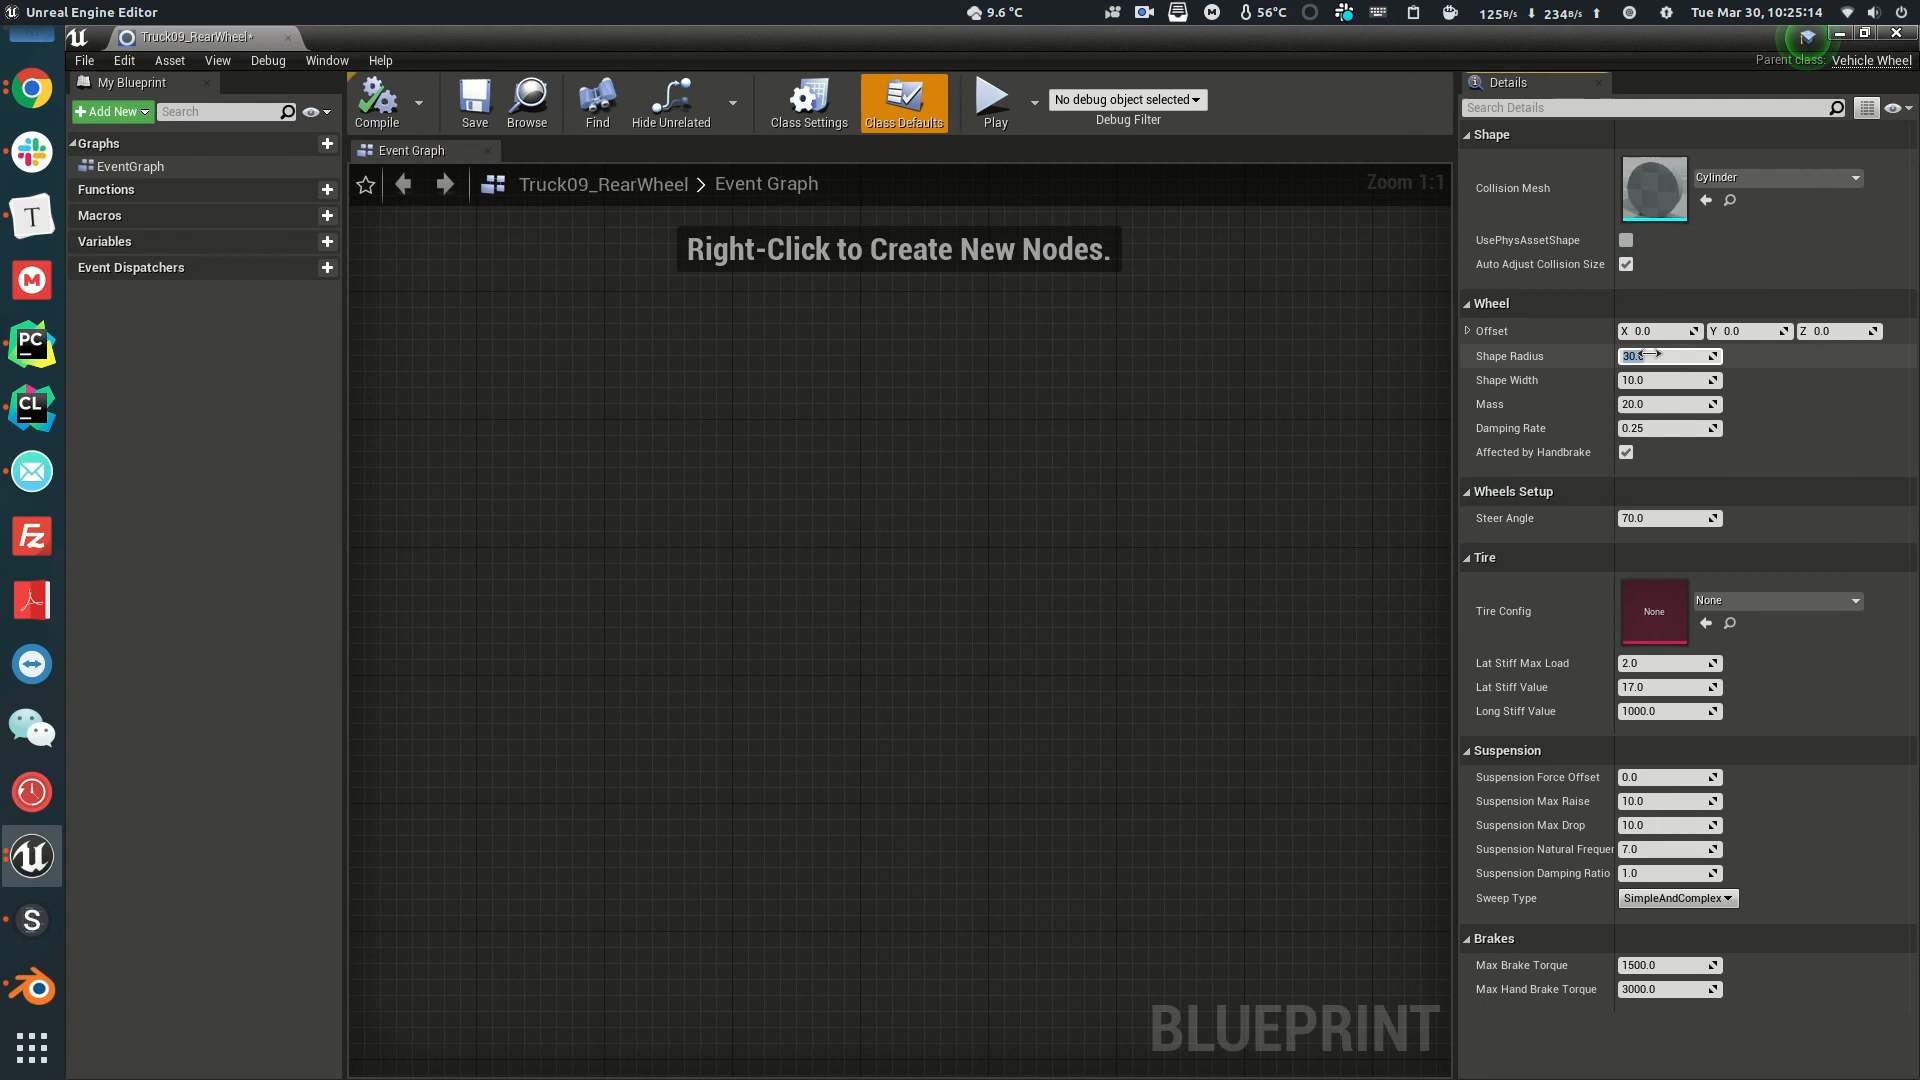 Unreal Engine Editor
9.6 °C
56°C
125B/s
234B/s
Tue Mar 30, 10:25:14
Truck09_RearWheel*
File Edit Asset View Window Debug Help
Parent class: Vehicle Wheel
My Blueprint
+Add New
Search
Graphs
EventGraph
Functions
Macros
Variables
Event Dispatchers
Compile
Save
Browse
Find
Hide Unrelated
Class Settings
Class Defaults
Play
No debug object selected
Debug Filter
Event Graph
Truck09_RearWheel > Event Graph
Zoom 1:1
Right-Click to Create New Nodes.
BLUEPRINT
Details
Search Details
Shape
Collision Mesh
Cylinder
UsePhysAssetShape
Auto Adjust Collision Size
Wheel
Offset X 0.0 Y 0.0 Z 0.0
Shape Radius
Shape Width 10.0
Mass 20.0
Damping Rate 0.25
Affected by Handbrake
Wheels Setup
Steer Angle 70.0
Tire
Tire Config
None
None
Lat Stiff Max Load 2.0
Lat Stiff Value 17.0
Long Stiff Value 1000.0
Suspension
Suspension Force Offset 0.0
Suspension Max Raise 10.0
Suspension Max Drop 10.0
Suspension Natural Frequer 7.0
Suspension Damping Ratio 1.0
Sweep Type SimpleAndComplex
Brakes
Max Brake Torque 1500.0
Max Hand Brake Torque 3000.0
T
PC
CL
Fz
S